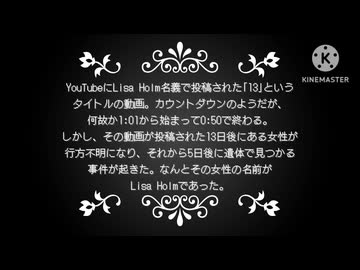 KINEMASTER
YouTubeにLisa Holm名義で投稿された「13」という
タイトルの動画。カウントダウンのようだが、
何故か1:01から始まって0:50で終わる。
しかし、その動画が投稿された13日後にある女性が
行方不明になり、それから5日後に遺体で見つかる
事件が起きた。なんとその女性の名前が
Lisa Holmであった。